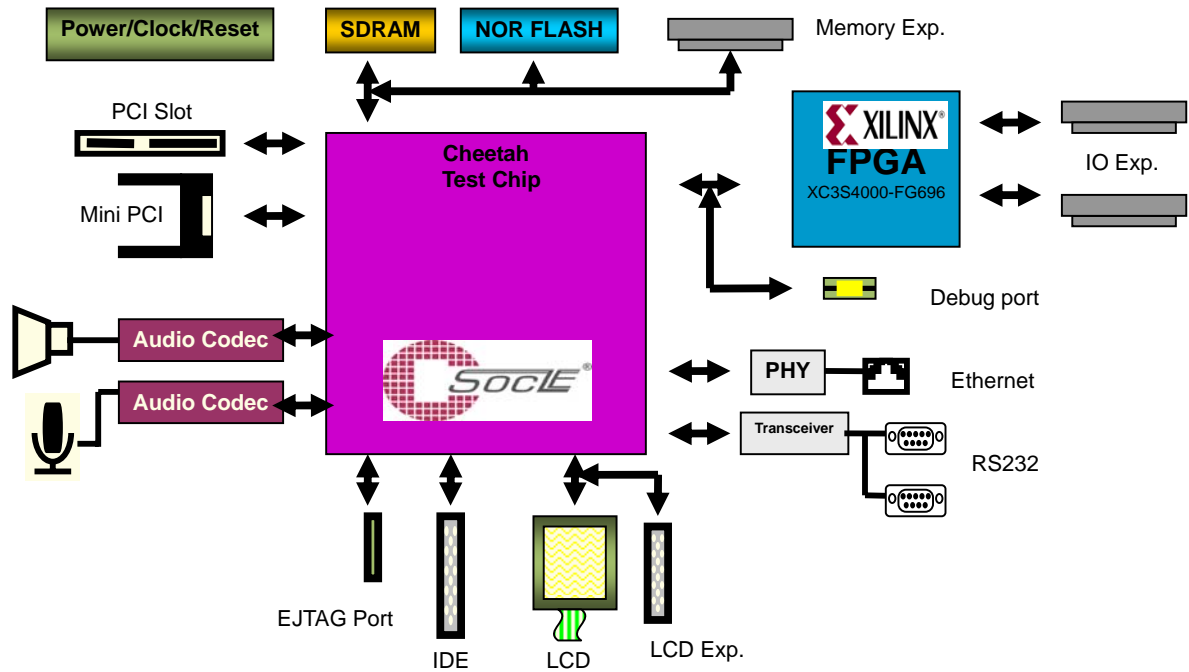 Power/Clock/Reset
SDRAM
NOR FLASH
Memory Exp.
PCI Slot
Mini PCI
Cheetah
Test Chip
XILINX®
FPGA
XC3S4000-FG696
IO Exp.
Debug port
Audio Codec
Audio Codec
SOCLE®
PHY
Ethernet
Transceiver
RS232
EJTAG Port
IDE
LCD
LCD Exp.